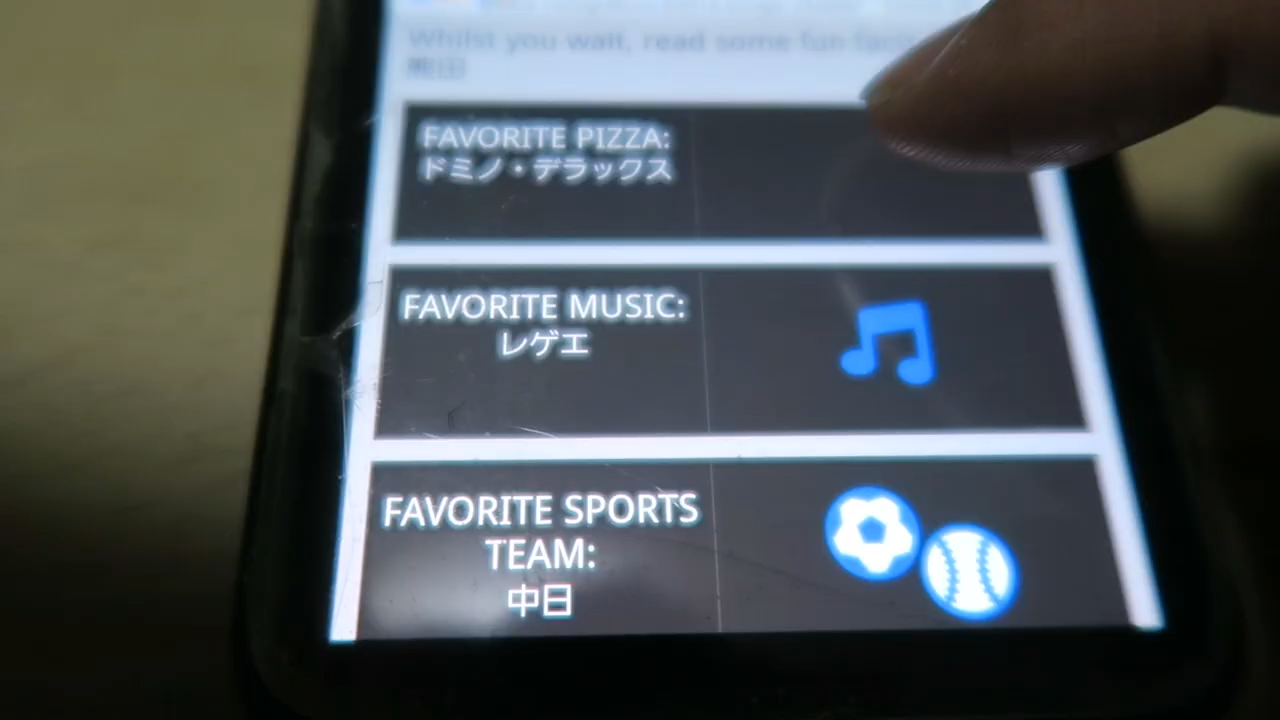 Whilst you wait, read some fun facts
FAVORITE PIZZA:
ドミノ・デラックス
FAVORITE MUSIC:
レゲエ
FAVORITE SPORTS
TEAM:
中日